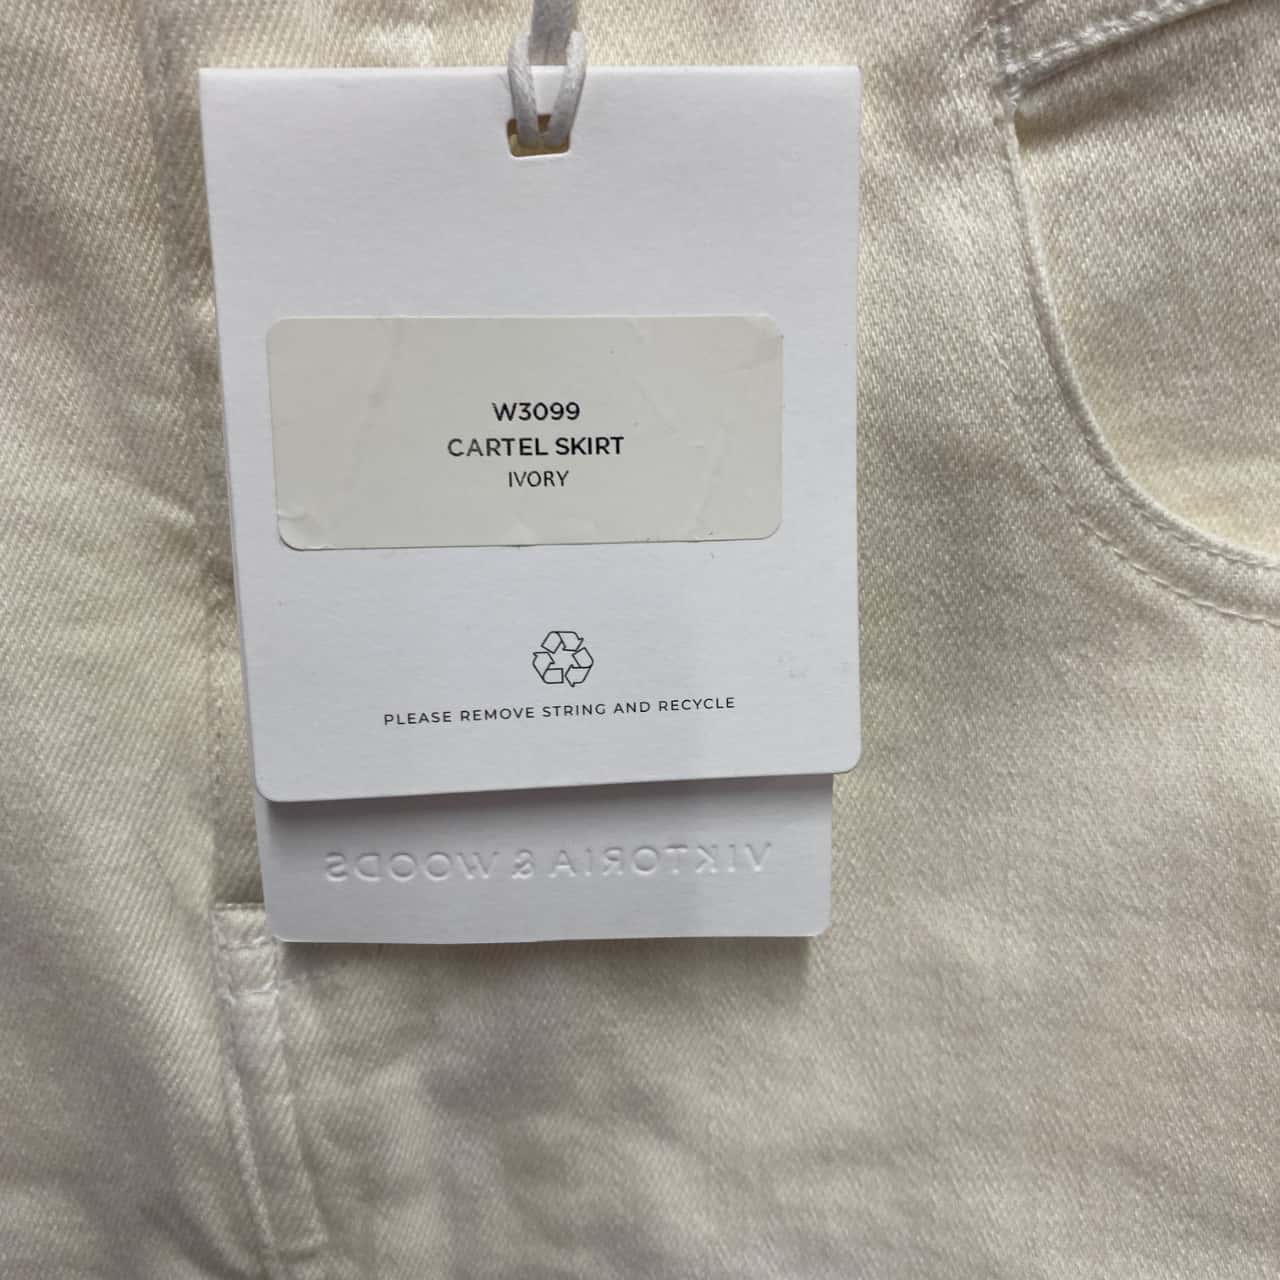 W3099
CARTEL SKIRT
IVORY
PLEASE REMOVE STRING AND RECYCLE
VIKTORIA & WOODS